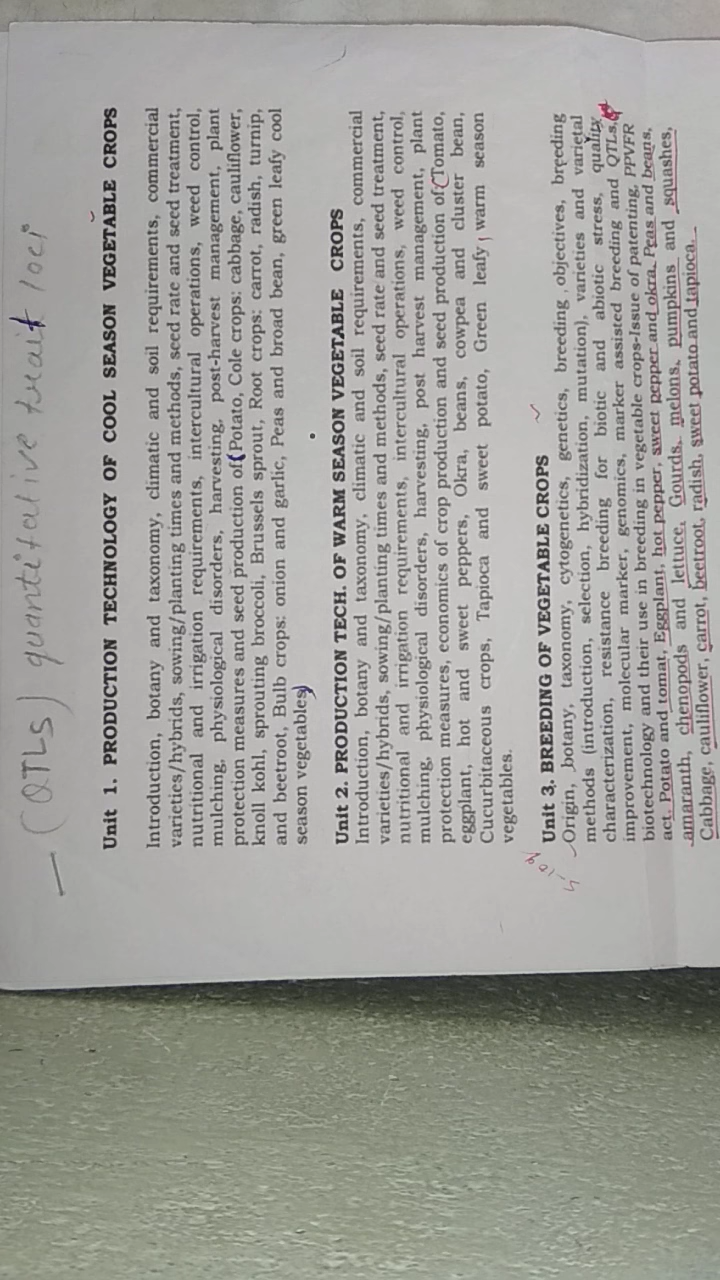 — (QTLs) quantitative trait loci
Unit 1. PRODUCTION TECHNOLOGY OF COOL SEASON VEGETABLE CROPS
Introduction, botany and taxonomy, climatic and soil requirements, commercial
varieties/hybrids, sowing/planting times and methods, seed rate and seed treatment,
nutritional and irrigation requirements, intercultural operations, weed control,
mulching, physiological disorders, harvesting, post-harvest management, plant
protection measures and seed production of (Potato, Cole crops: cabbage, cauliflower,
knoll kohl, sprouting broccoli, Brussels sprout, Root crops: carrot, radish, turnip,
and beetroot, Bulb crops: onion and garlic, Peas and broad bean, green leafy cool
season vegetables)
Unit 2. PRODUCTION TECH. OF WARM SEASON VEGETABLE CROPS
Introduction, botany and taxonomy, climatic and soil requirements, commercial
varieties/hybrids, sowing/planting times and methods, seed rate and seed treatment,
nutritional and irrigation requirements, intercultural operations, weed control,
mulching, physiological disorders, harvesting, post harvest management, plant
protection measures, economics of crop production and seed production of (Tomato,
eggplant, hot and sweet peppers, Okra, beans, cowpea and cluster bean,
Cucurbitaceous crops, Tapioca and sweet potato, Green leafy warm season
vegetables.
Unit 3. BREEDING OF VEGETABLE CROPS
Origin, botany, taxonomy, cytogenetics, genetics, breeding objectives, breeding
methods (introduction, selection, hybridization, mutation), varieties and varietal
characterization, resistance breeding for biotic and abiotic stress, quality
improvement, molecular marker, genomics, marker assisted breeding and QTLs,
biotechnology and their use in breeding in vegetable crops-Issue of patenting, PPVFR
act. Potato and tomat, Eggplant, hot pepper, sweet pepper and okra, Peas and beans,
amaranth, chenopods and lettuce, Gourds, melons, pumpkins and squashes,
Cabbage, cauliflower, carrot, beetroot, radish, sweet potato and tapioca.